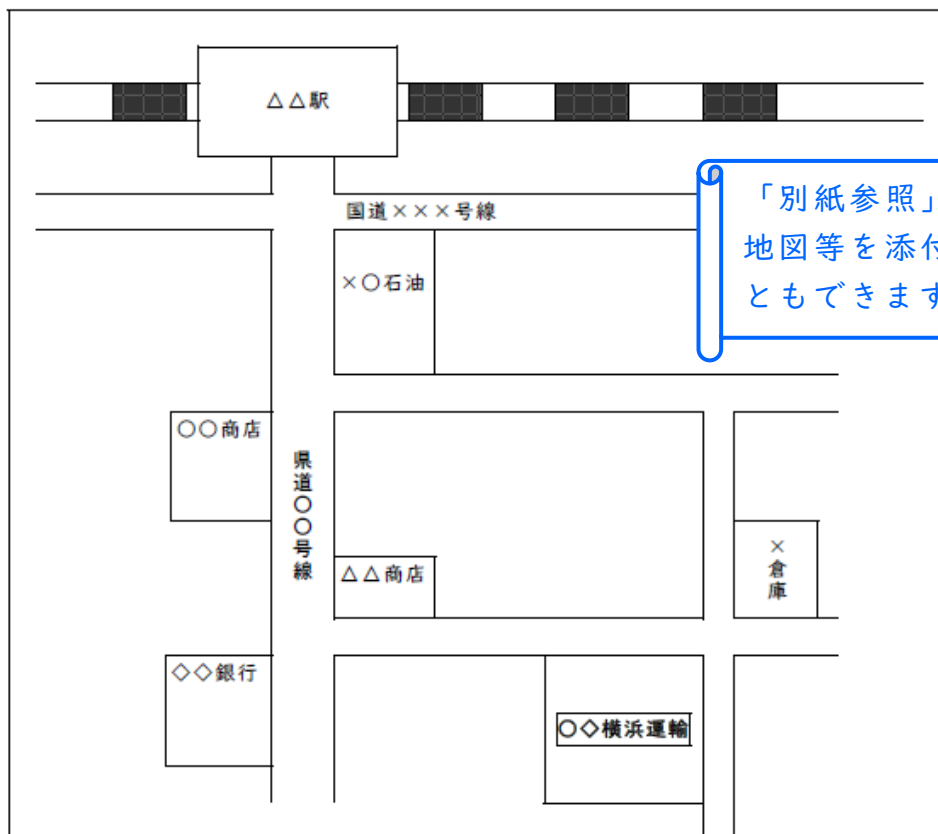 △△駅
国道×××号線
「別紙参照」
地図等を添付
ともできます
×〇石油
〇〇商店
県道〇〇号線
△△商店
×倉庫
◇◇銀行
〇◇横浜運輸